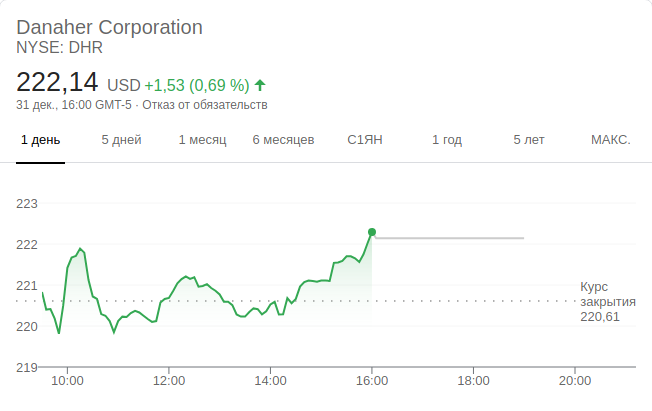 Danaher Corporation
NYSE: DHR
222,14 USD +1,53 (0,69 %)
31 дек., 16:00 GMT-5 · Отказ от обязательств
1 день 5 дней 1 месяц 6 месяцев С1ЯН 1 год 5 лет МАКС.
223
222
221
220
219
Курс
закрытия
220,61
10:00 12:00 14:00 16:00 18:00 20:00